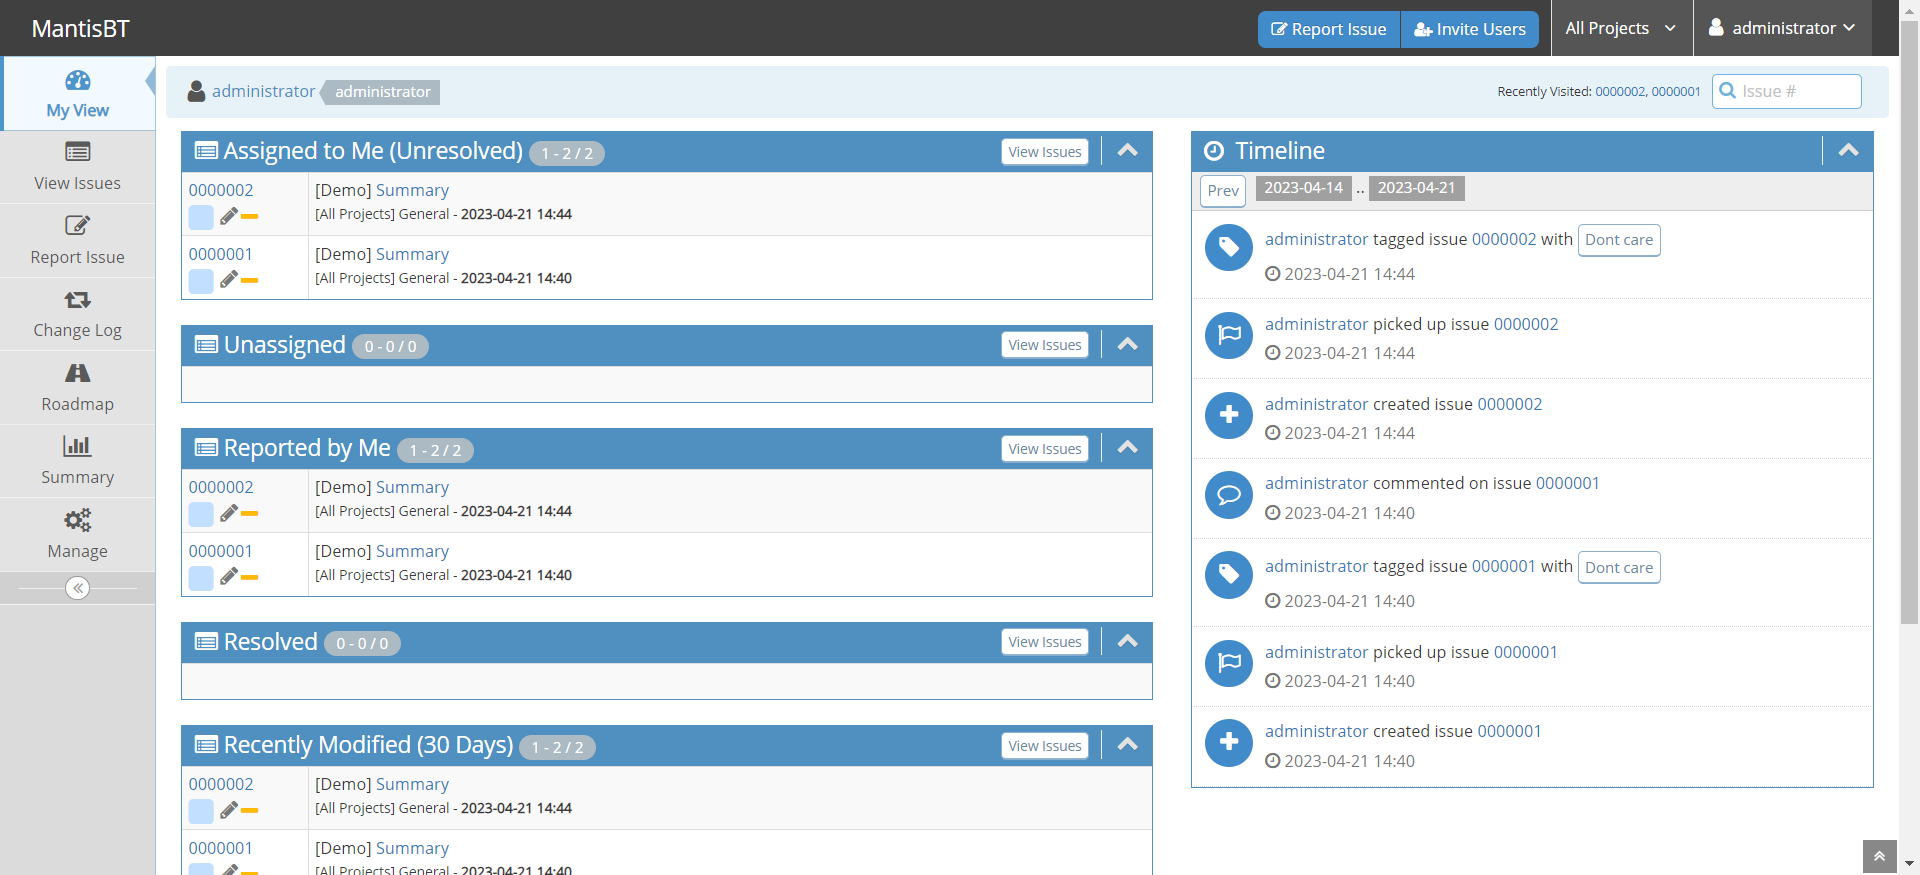 MantisBT
Report Issue
Invite Users
All Projects
administrator
My View
View Issues
Report Issue
Change Log
Roadmap
Summary
Manage
administrator administrator
Recently Visited: 0000002, 0000001
Issue #
Assigned to Me (Unresolved) 1 - 2 / 2
View Issues
0000002 [Demo] Summary
[All Projects] General - 2023-04-21 14:44
0000001 [Demo] Summary
[All Projects] General - 2023-04-21 14:40
Unassigned 0 - 0 / 0
View Issues
Reported by Me 1 - 2 / 2
View Issues
0000002 [Demo] Summary
[All Projects] General - 2023-04-21 14:44
0000001 [Demo] Summary
[All Projects] General - 2023-04-21 14:40
Resolved 0 - 0 / 0
View Issues
Recently Modified (30 Days) 1 - 2 / 2
View Issues
0000002 [Demo] Summary
[All Projects] General - 2023-04-21 14:44
0000001 [Demo] Summary
[All Projects] General - 2023-04-21 14:40
Timeline
Prev 2023-04-14 .. 2023-04-21
administrator tagged issue 0000002 with Dont care
2023-04-21 14:44
administrator picked up issue 0000002
2023-04-21 14:44
administrator created issue 0000002
2023-04-21 14:44
administrator commented on issue 0000001
2023-04-21 14:40
administrator tagged issue 0000001 with Dont care
2023-04-21 14:40
administrator picked up issue 0000001
2023-04-21 14:40
administrator created issue 0000001
2023-04-21 14:40